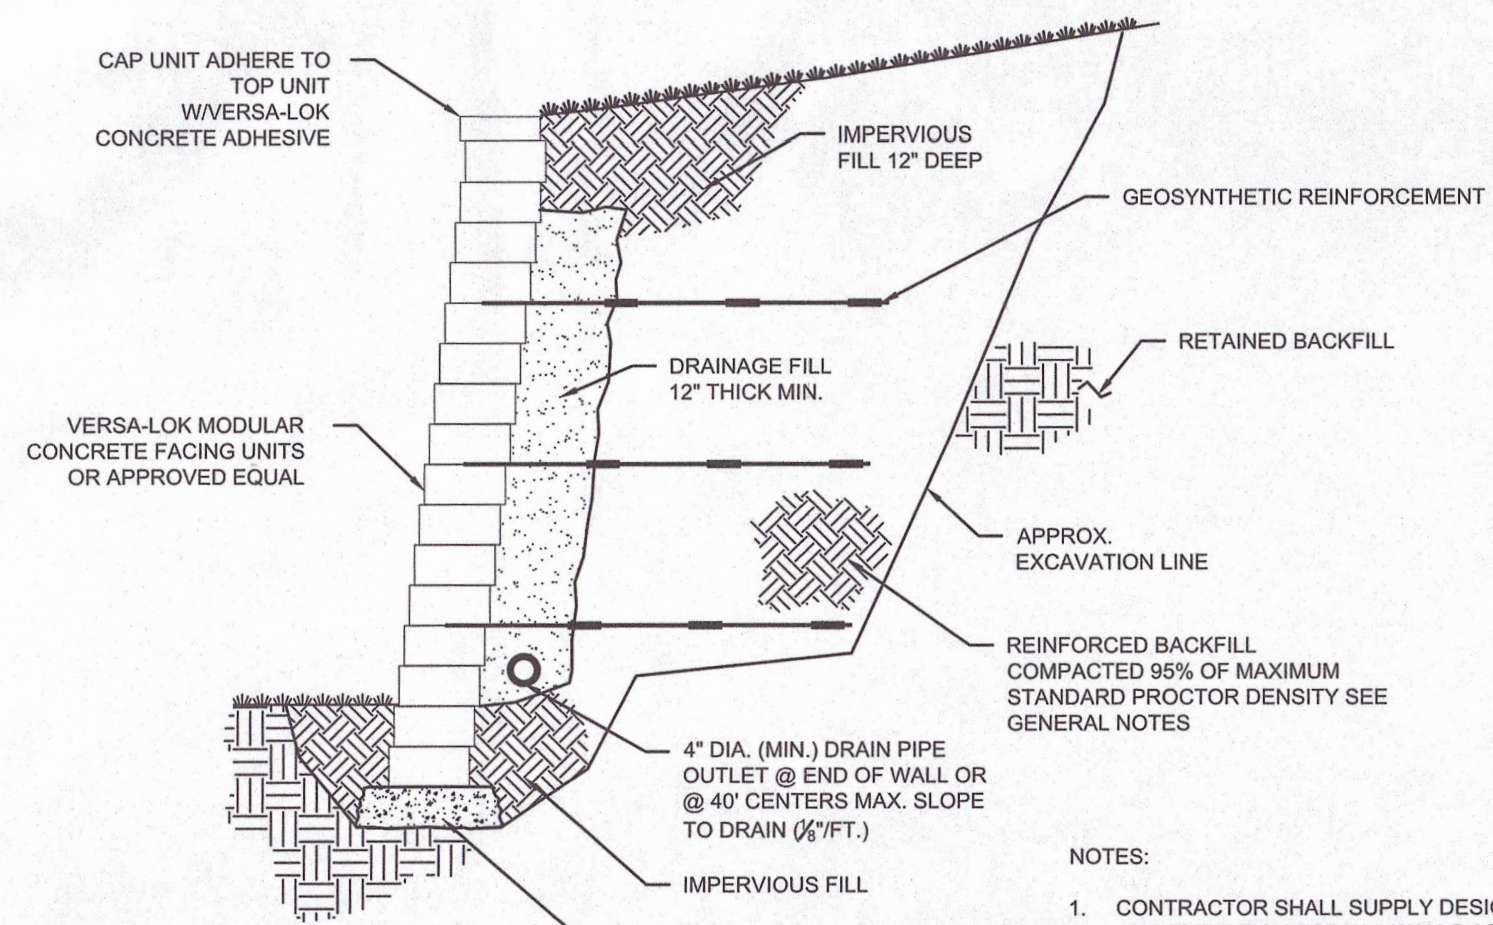 CAP UNIT ADHERE TO
TOP UNIT
W/VERSA-LOK
CONCRETE ADHESIVE
IMPERVIOUS
FILL 12" DEEP
GEOSYNTHETIC REINFORCEMENT
RETAINED BACKFILL
DRAINAGE FILL
12" THICK MIN.
VERSA-LOK MODULAR
CONCRETE FACING UNITS
OR APPROVED EQUAL
APPROX.
EXCAVATION LINE
REINFORCED BACKFILL
COMPACTED 95% OF MAXIMUM
STANDARD PROCTOR DENSITY SEE
GENERAL NOTES
4" DIA. (MIN.) DRAIN PIPE
OUTLET @ END OF WALL OR
@ 40' CENTERS MAX. SLOPE
TO DRAIN (⅛"/FT.)
IMPERVIOUS FILL
NOTES:
1. CONTRACTOR SHALL SUPPLY